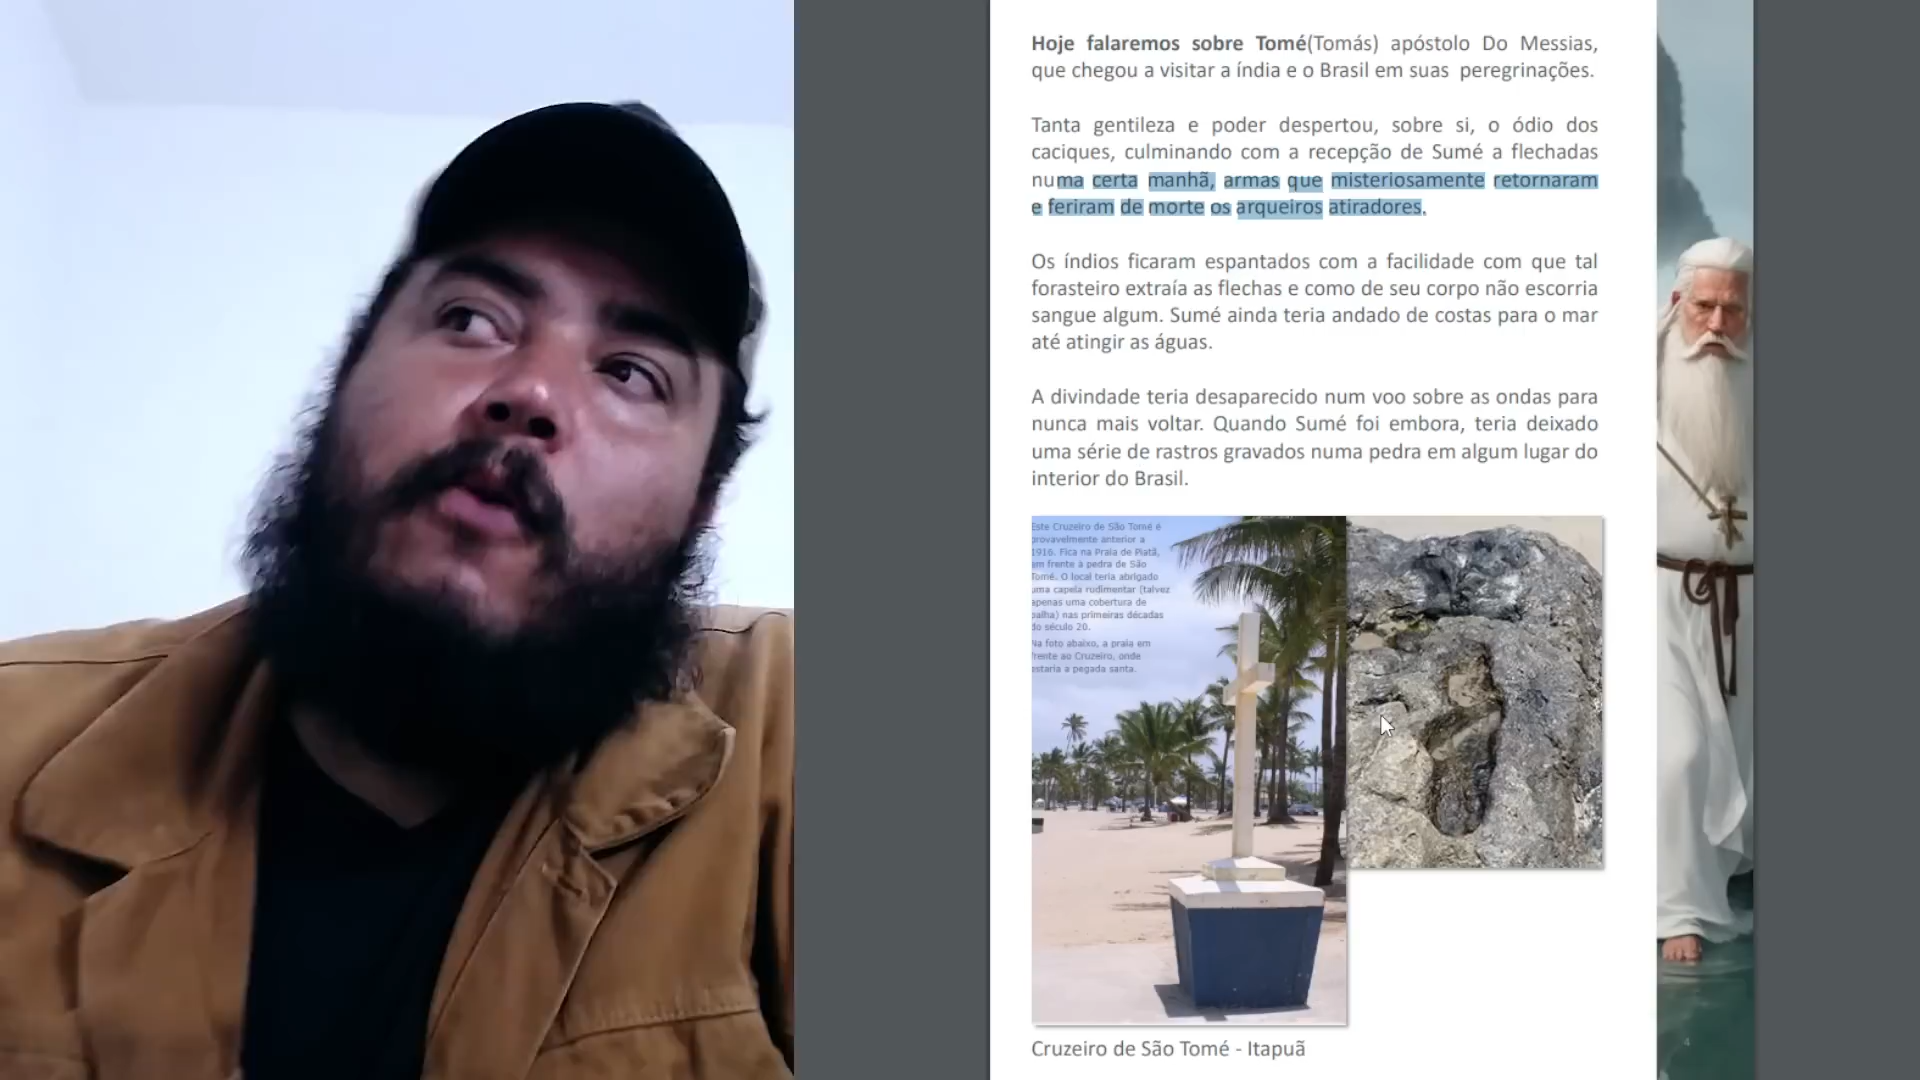 Hoje falaremos sobre Tomé(Tomás) apóstolo Do Messias,
que chegou a visitar a índia e o Brasil em suas peregrinações.
Tanta gentileza e poder despertou, sobre si, o ódio dos
caciques, culminando com a recepção de Sumé a flechadas
numa certa manhã, armas que misteriosamente retornaram
e feriram de morte os arqueiros atiradores.
Os índios ficaram espantados com a facilidade com que tal
forasteiro extraía as flechas e como de seu corpo não escorria
sangue algum. Sumé ainda teria andado de costas para o mar
até atingir as águas.
A divindade teria desaparecido num voo sobre as ondas para
nunca mais voltar. Quando Sumé foi embora, teria deixado
uma série de rastros gravados numa pedra em algum lugar do
interior do Brasil.
Este Cruzeiro de São Tomé é
provavelmente anterior a
1916. Fica na Praia de Piatã,
em frente à pedra de São
Tomé. O local teria abrigado
uma capela rudimentar (talvez
apenas uma cobertura de
palha) nas primeiras décadas
do século 20.
Na foto abaixo, a praia em
frente ao Cruzeiro, onde
estaria a pegada santa.
Cruzeiro de São Tomé - Itapuã
4